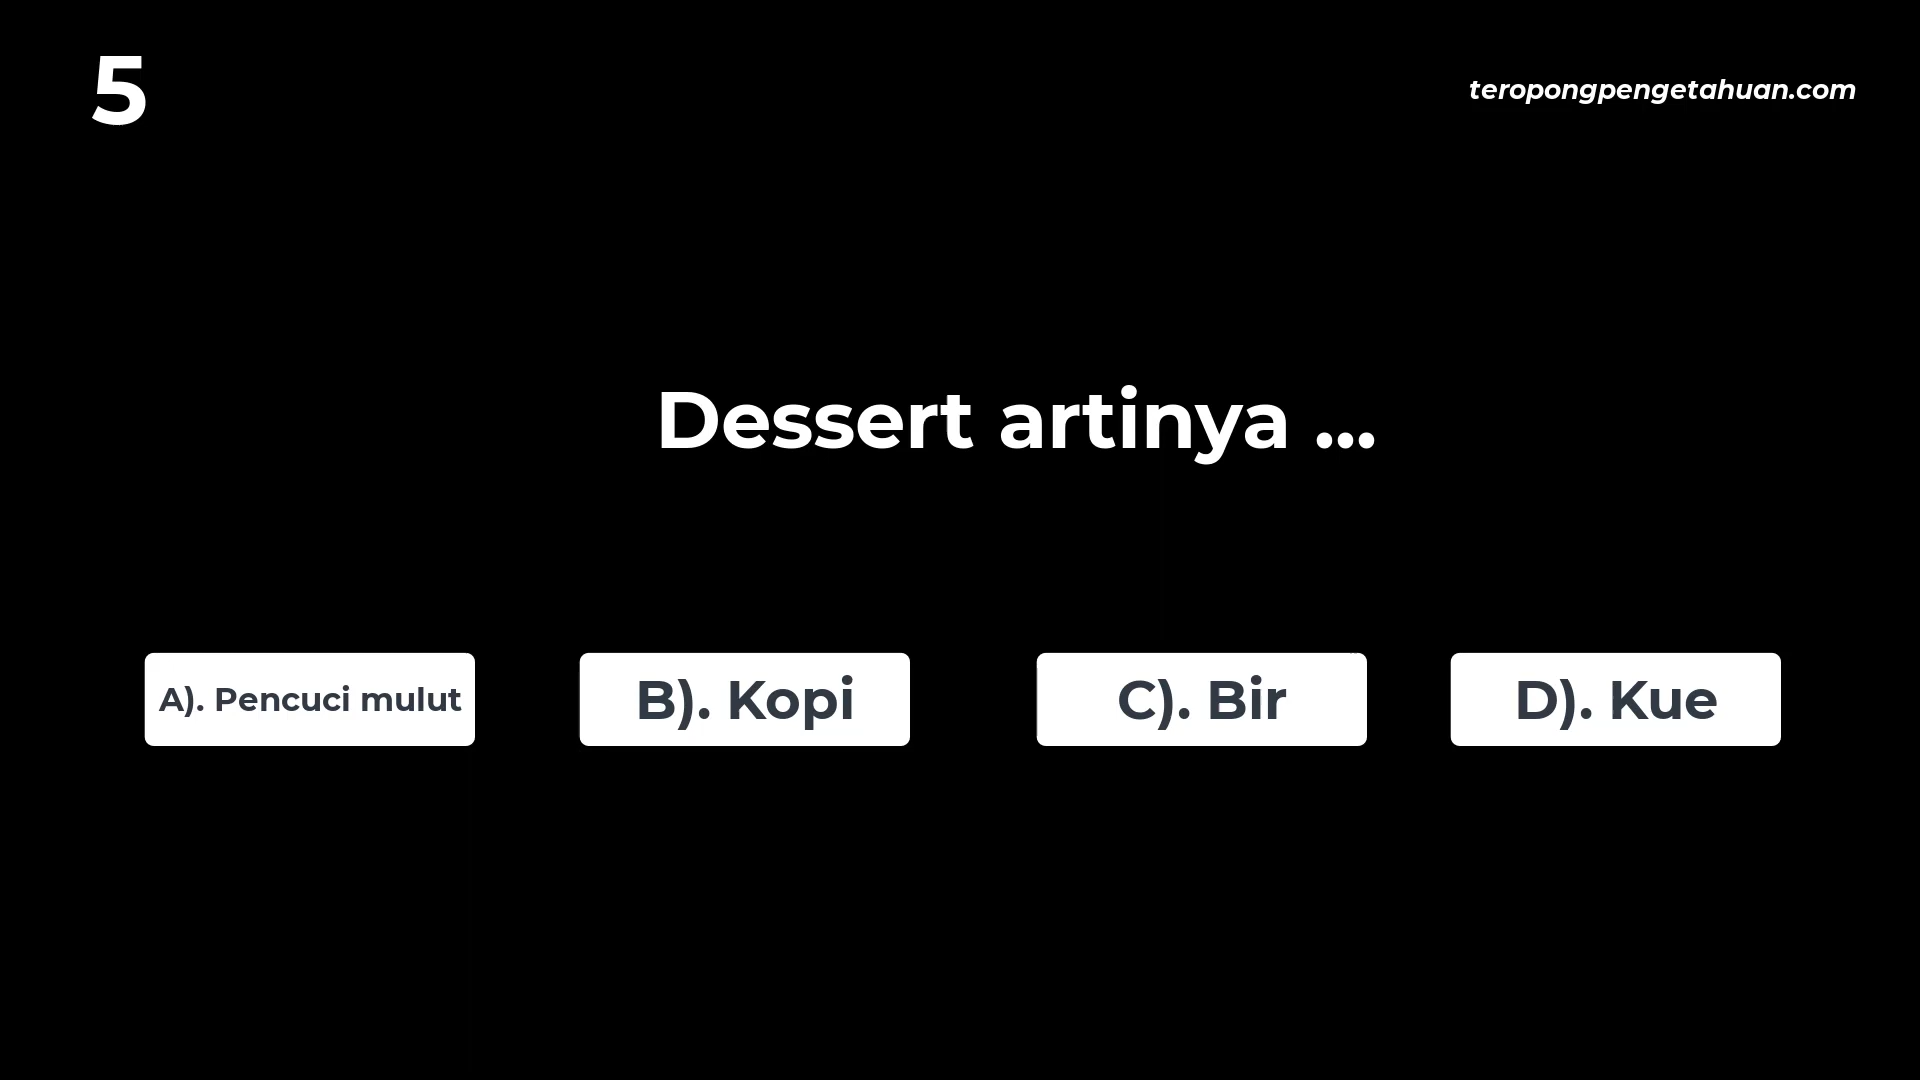 5
teropongpengetahuan.com
Dessert artinya ...
A). Pencuci mulut
B). Kopi
C). Bir
D). Kue